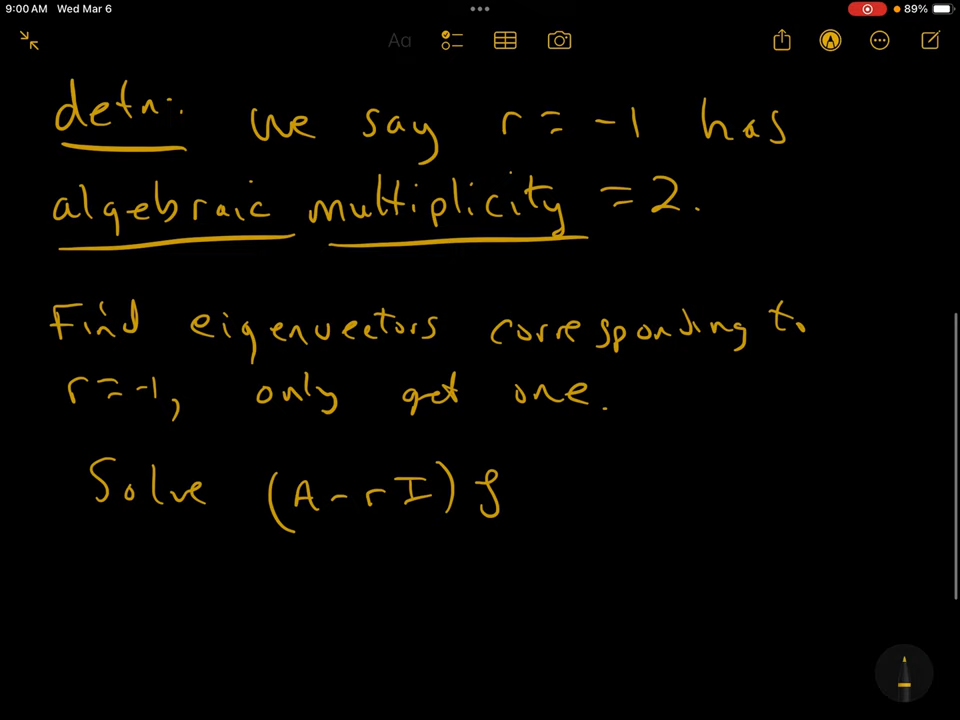 9:00 AM Wed Mar 6
89%
Aa
defn: We say r = -1 has
algebraic multiplicity = 2.
Find eigenvectors corresponding to
r = -1, only get one.
Solve (A - rI) ξ